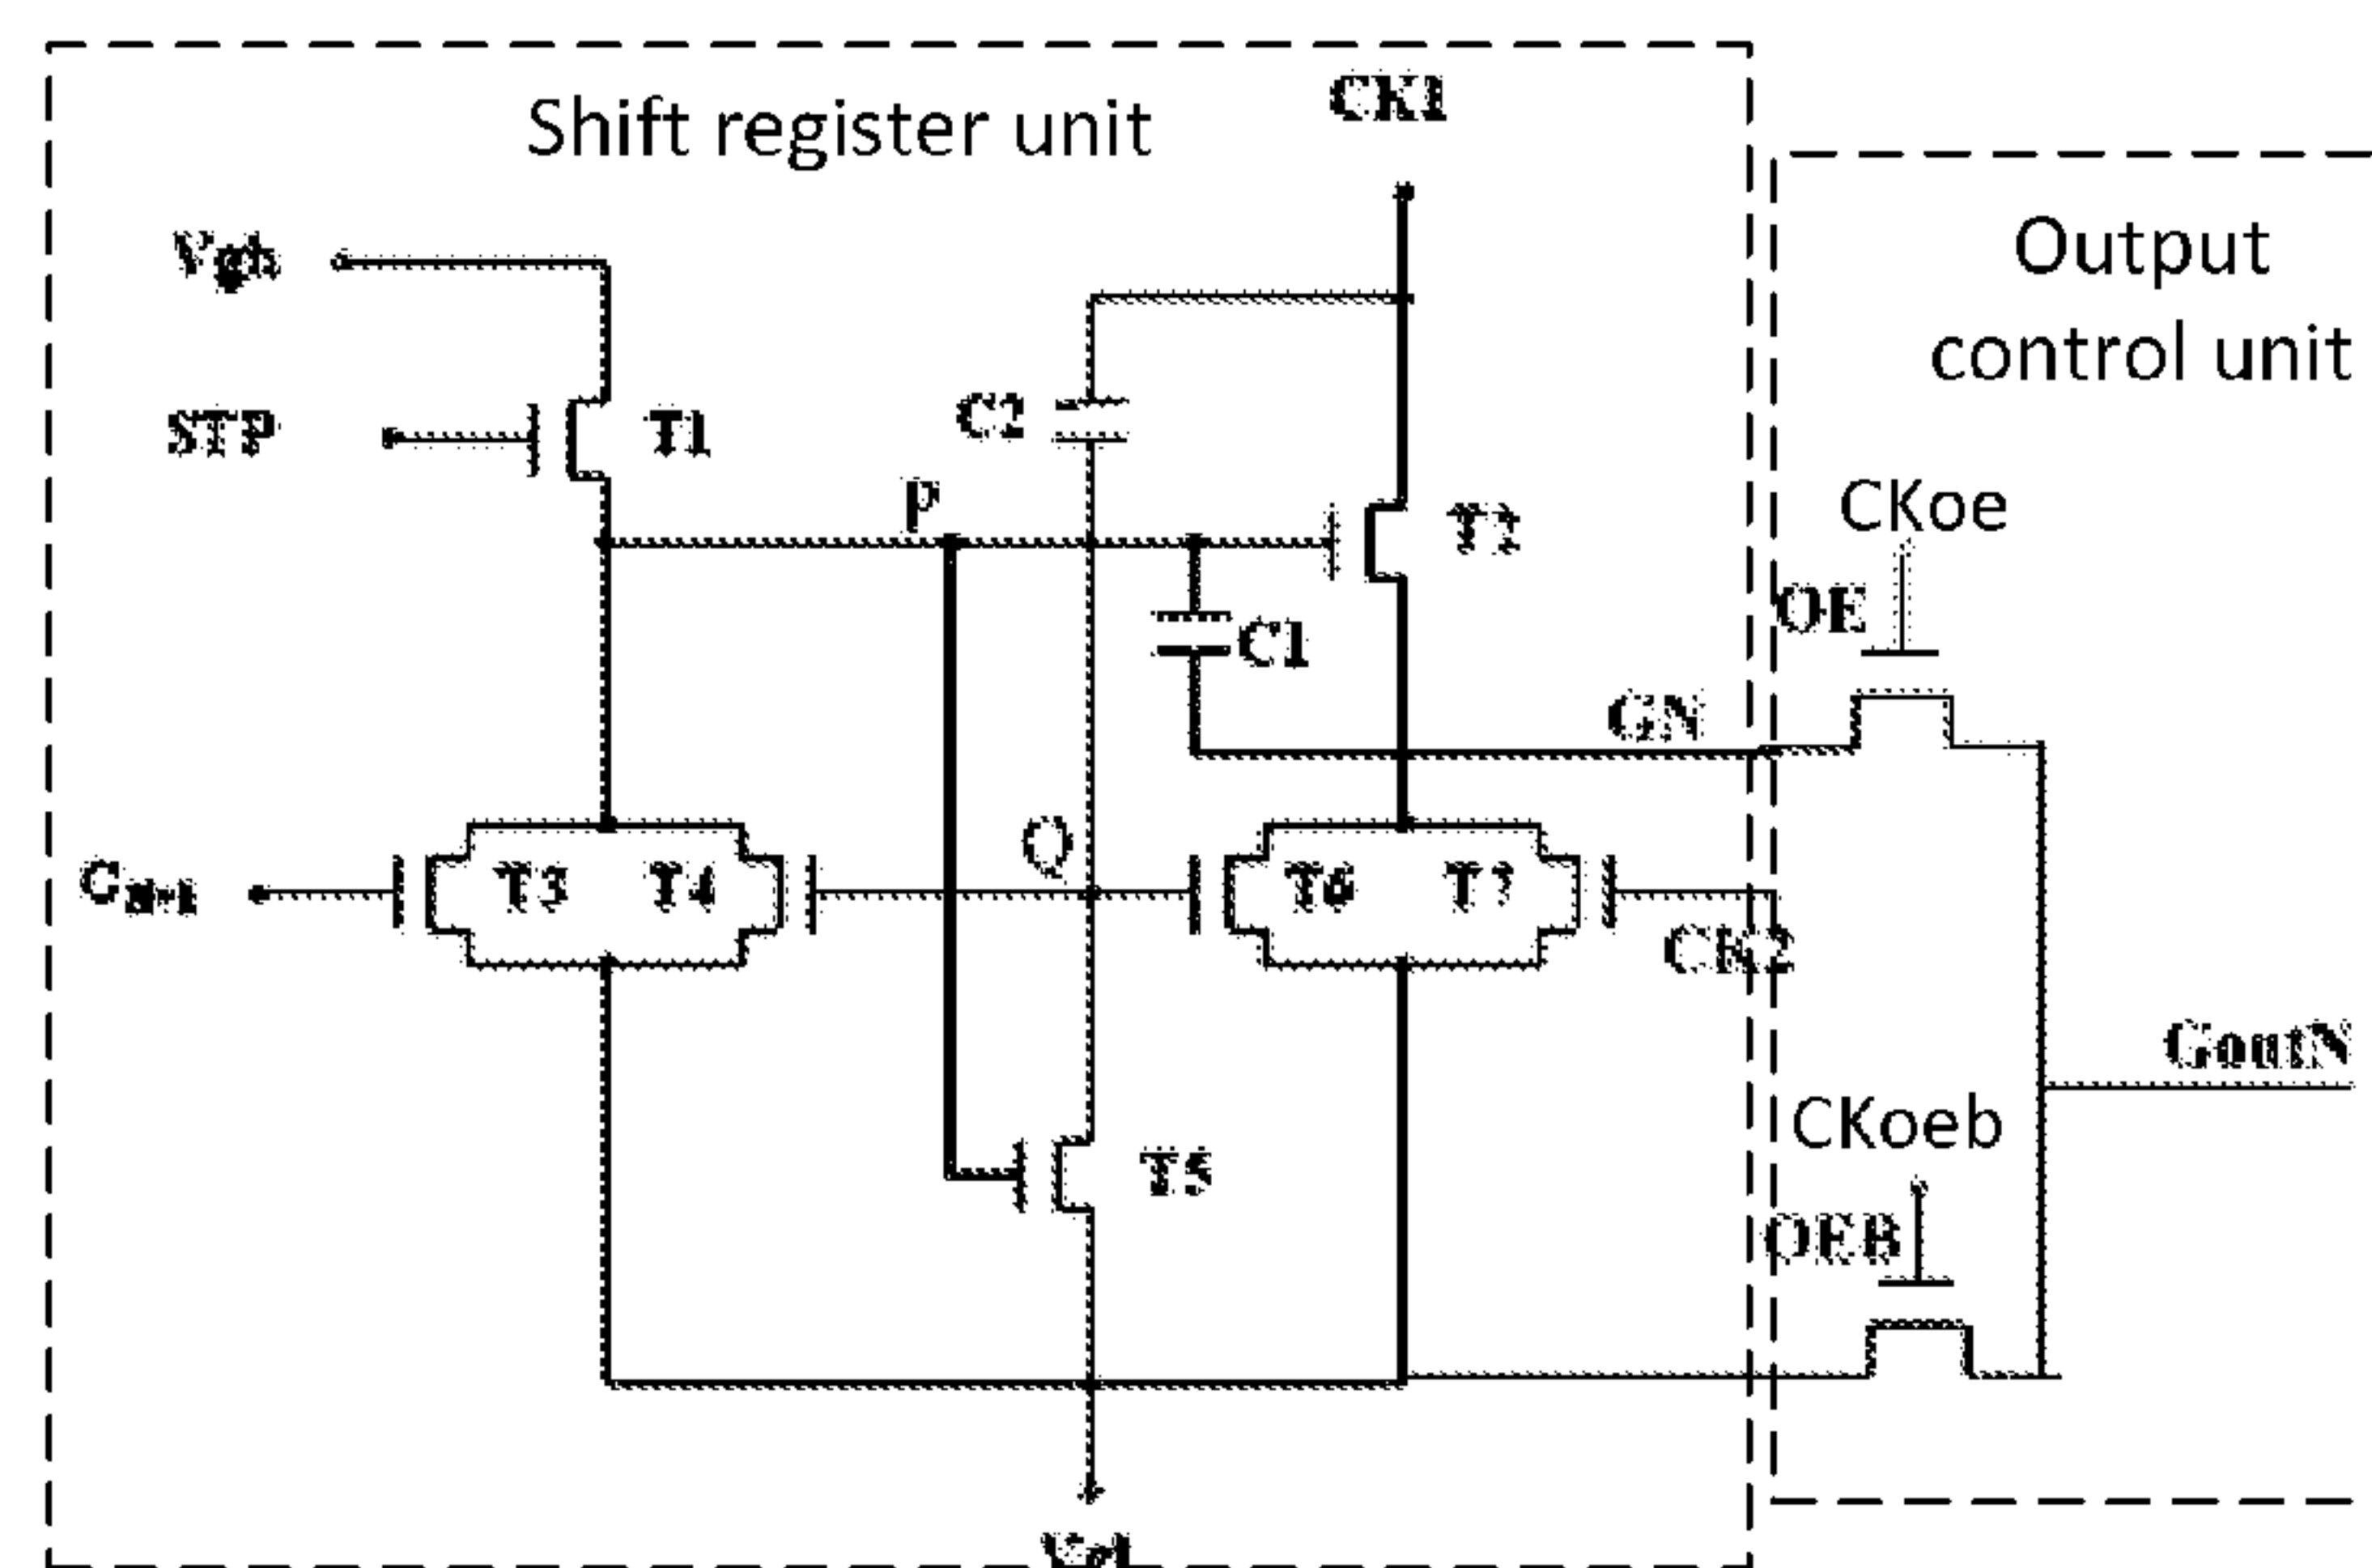 Shift register unit
CK1
Output
control unit
Vgh
STP
T1
C2
P
T2
CKoe
OE
C1
GN
T3
T4
Q
T6
T7
CK2
GoutN
CKoeb
T5
OEB